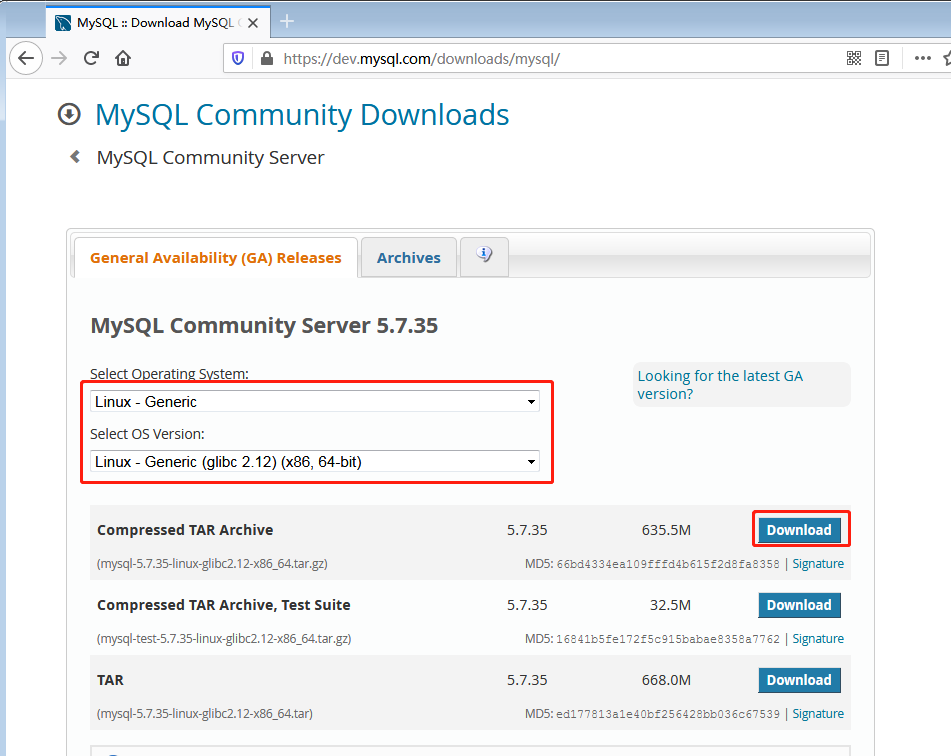 MySQL :: Download MySQL C
https://dev.mysql.com/downloads/mysql/
MySQL Community Downloads
MySQL Community Server
General Availability (GA) Releases
Archives
MySQL Community Server 5.7.35
Select Operating System:
Looking for the latest GA
version?
Linux - Generic
Select OS Version:
Linux - Generic (glibc 2.12) (x86, 64-bit)
Compressed TAR Archive 5.7.35 635.5M Download
(mysql-5.7.35-linux-glibc2.12-x86_64.tar.gz) MD5: 66bd4334ea109fffd4b615f2d8fa8358 | Signature
Compressed TAR Archive, Test Suite 5.7.35 32.5M Download
(mysql-test-5.7.35-linux-glibc2.12-x86_64.tar.gz) MD5: 16841b5fe172f5c915babae8358a7762 | Signature
TAR 5.7.35 668.0M Download
(mysql-5.7.35-linux-glibc2.12-x86_64.tar) MD5: ed177813a1e40bf256428bb036c67539 | Signature